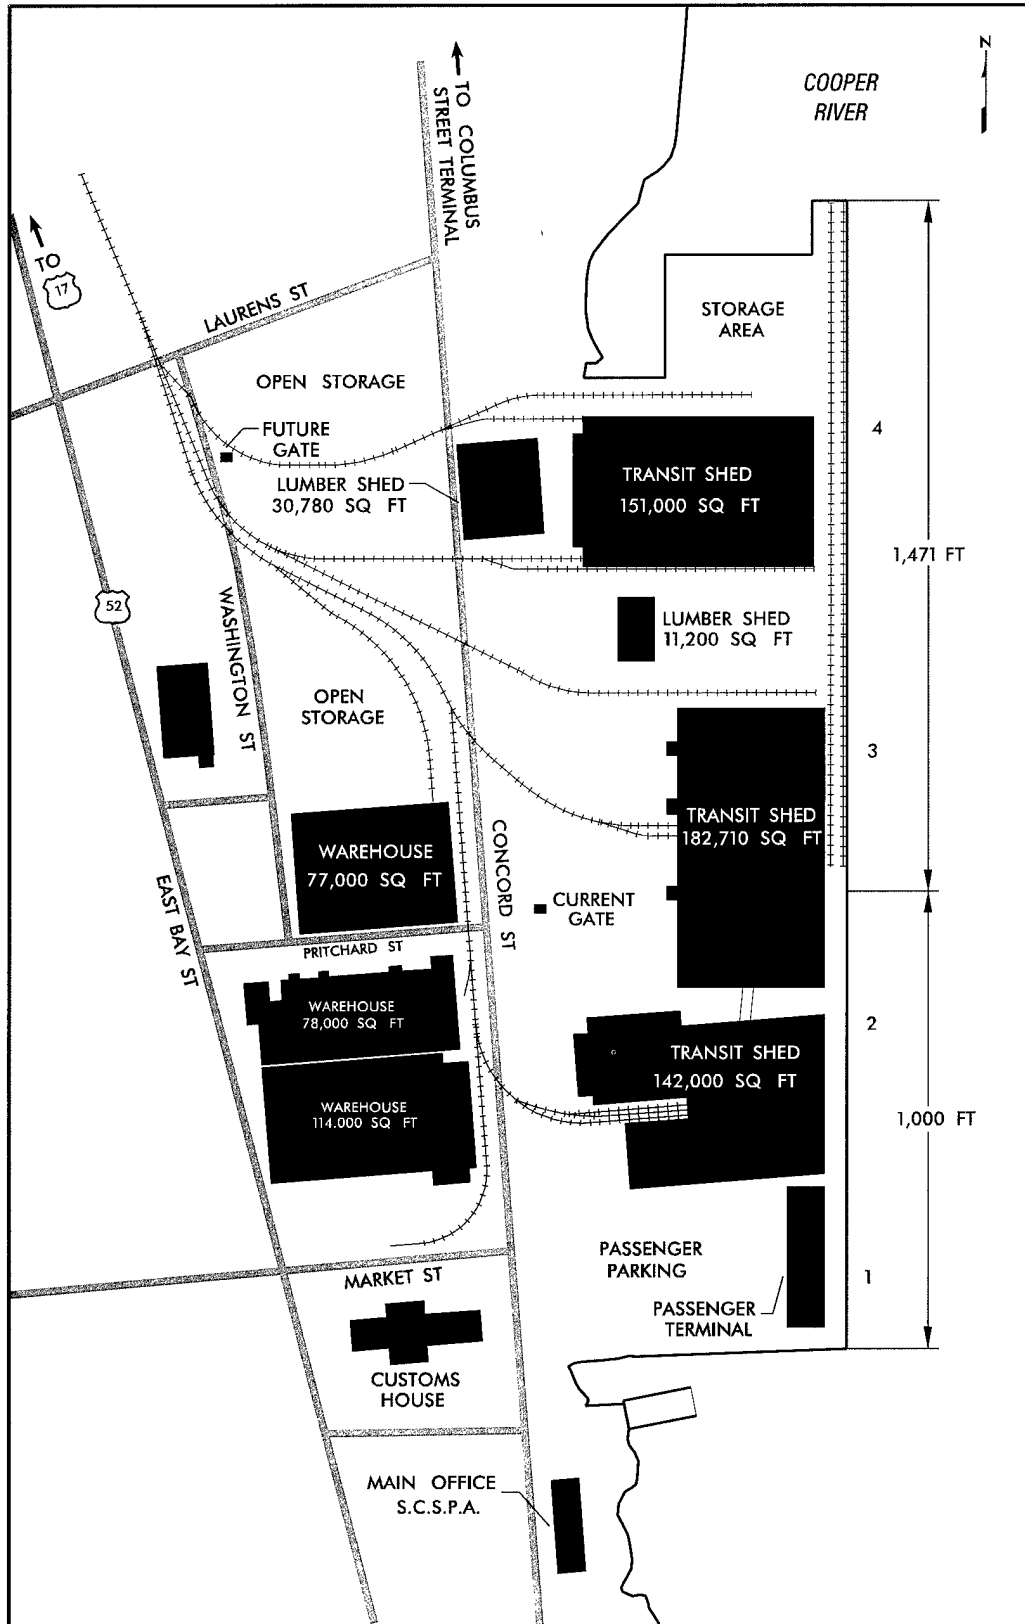 N
COOPER
RIVER
TO COLUMBUS
STREET TERMINAL
TO
17
LAURENS ST
STORAGE
AREA
OPEN STORAGE
FUTURE
GATE
4
LUMBER SHED
30,780 SQ FT
TRANSIT SHED
151,000 SQ FT
1,471 FT
52
WASHINGTON ST
LUMBER SHED
11,200 SQ FT
OPEN
STORAGE
3
TRANSIT SHED
182,710 SQ FT
WAREHOUSE
77,000 SQ FT
CONCORD ST
EAST BAY ST
CURRENT
GATE
PRITCHARD ST
WAREHOUSE
78,000 SQ FT
2
TRANSIT SHED
142,000 SQ FT
WAREHOUSE
114.000 SQ FT
1,000 FT
PASSENGER
PARKING
MARKET ST
1
PASSENGER
TERMINAL
CUSTOMS
HOUSE
MAIN OFFICE
S.C.S.P.A.